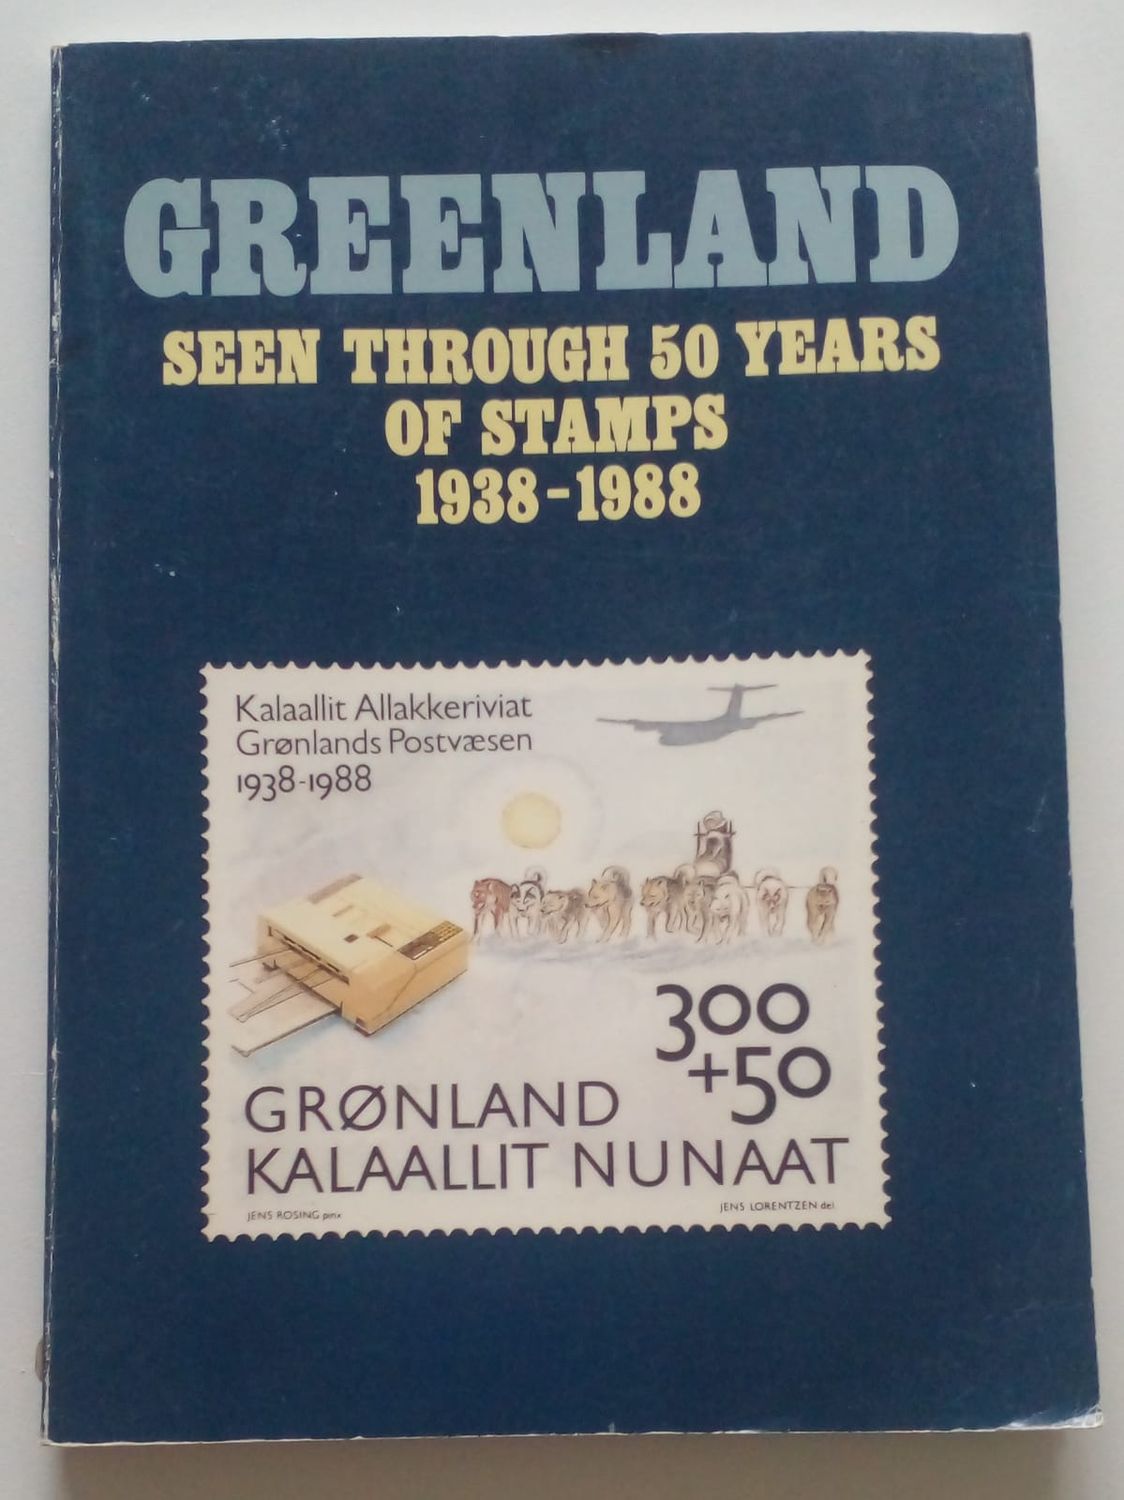 GREENLAND
SEEN THROUGH 50 YEARS
OF STAMPS
1938-1988
Kalaallit Allakkeriviat
Grønlands Postvæsen
1938-1988
300
+50
GRØNLAND
KALAALLIT NUNAAT
JENS ROSING pinx
JENS LORENTZEN del